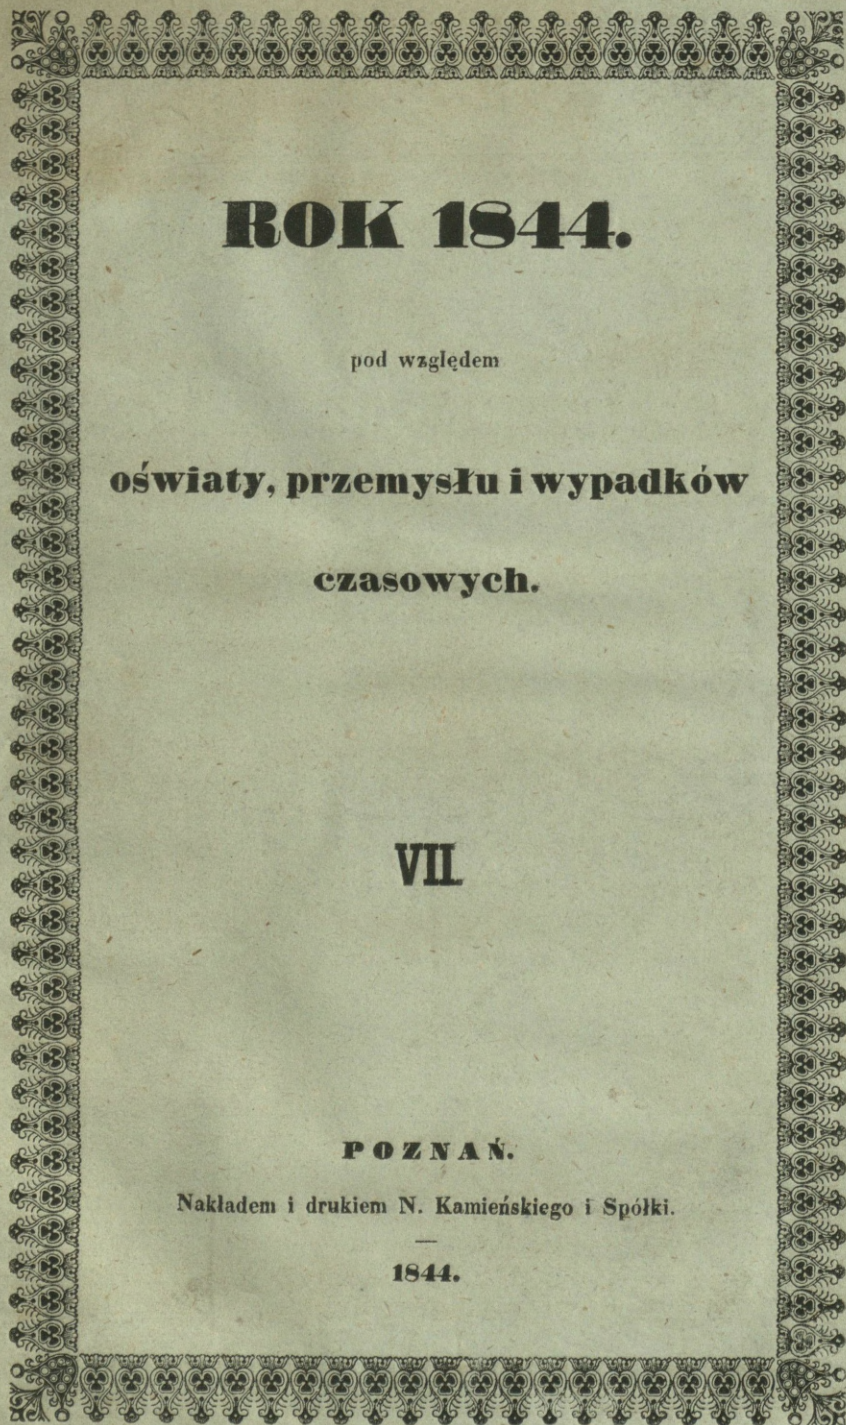 ROK 1844.
pod względem
oświaty, przemysłu i wypadków
czasowych.
VII.
POZNAŃ.
Nakładem i drukiem N. Kamieńskiego i Spółki.
—
1844.